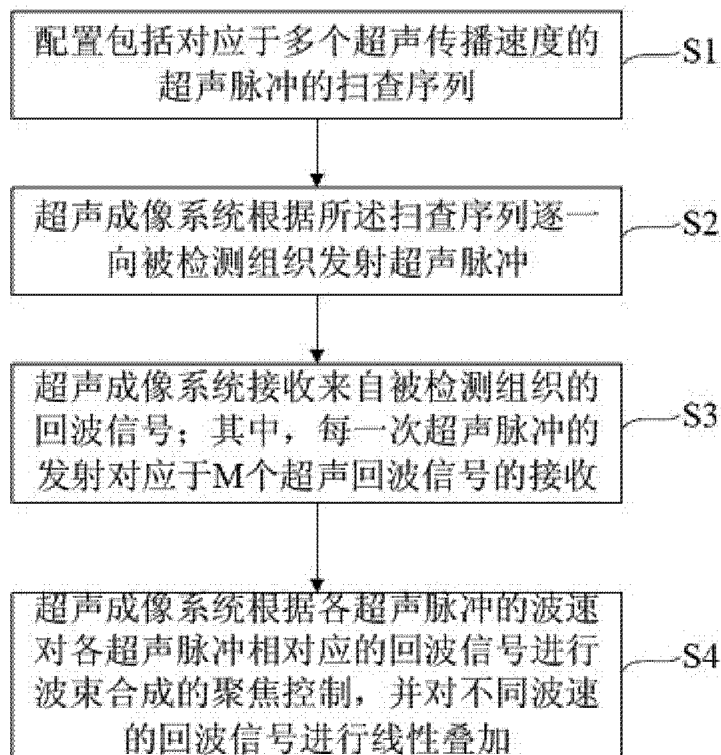 配置包括对应于多个超声传播速度的
超声脉冲的扫查序列
S1
超声成像系统根据所述扫查序列逐一
向被检测组织发射超声脉冲
S2
超声成像系统接收来自被检测组织的
回波信号；其中，每一次超声脉冲的
发射对应于M个超声回波信号的接收
S3
超声成像系统根据各超声脉冲的波速
对各超声脉冲相对应的回波信号进行
波束合成的聚焦控制，并对不同波速
的回波信号进行线性叠加
S4